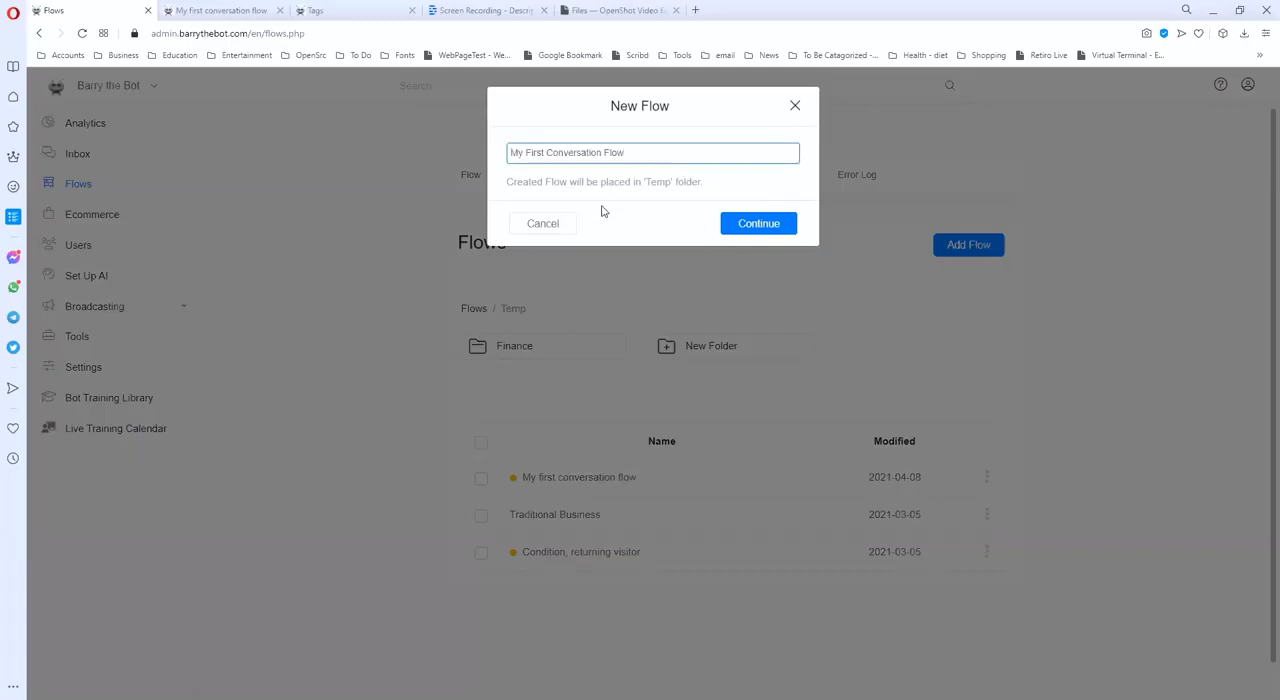 Flows
My first conversation flow
Tags
Screen Recording - Descri
Files — OpenShot Video E
admin.barrythebot.com/en/flows.php
Accounts
Business
Education
Entertainment
OpenSrc
To Do
Fonts
WebPageTest - We...
Google Bookmark
Scribd
Tools
email
News
To Be Catagorized -...
Health - diet
Shopping
Retiro Live
Virtual Terminal - E...
»
Barry the Bot
Search
Analytics
Inbox
Flows
Ecommerce
Users
Set Up AI
Broadcasting
Tools
Settings
Bot Training Library
Live Training Calendar
New Flow
My First Conversation Flow
Created Flow will be placed in 'Temp' folder.
Cancel
Continue
Flow
Error Log
Flows
Add Flow
Flows / Temp
Finance
New Folder
Name
Modified
My first conversation flow
2021-04-08
Traditional Business
2021-03-05
Condition, returning visitor
2021-03-05